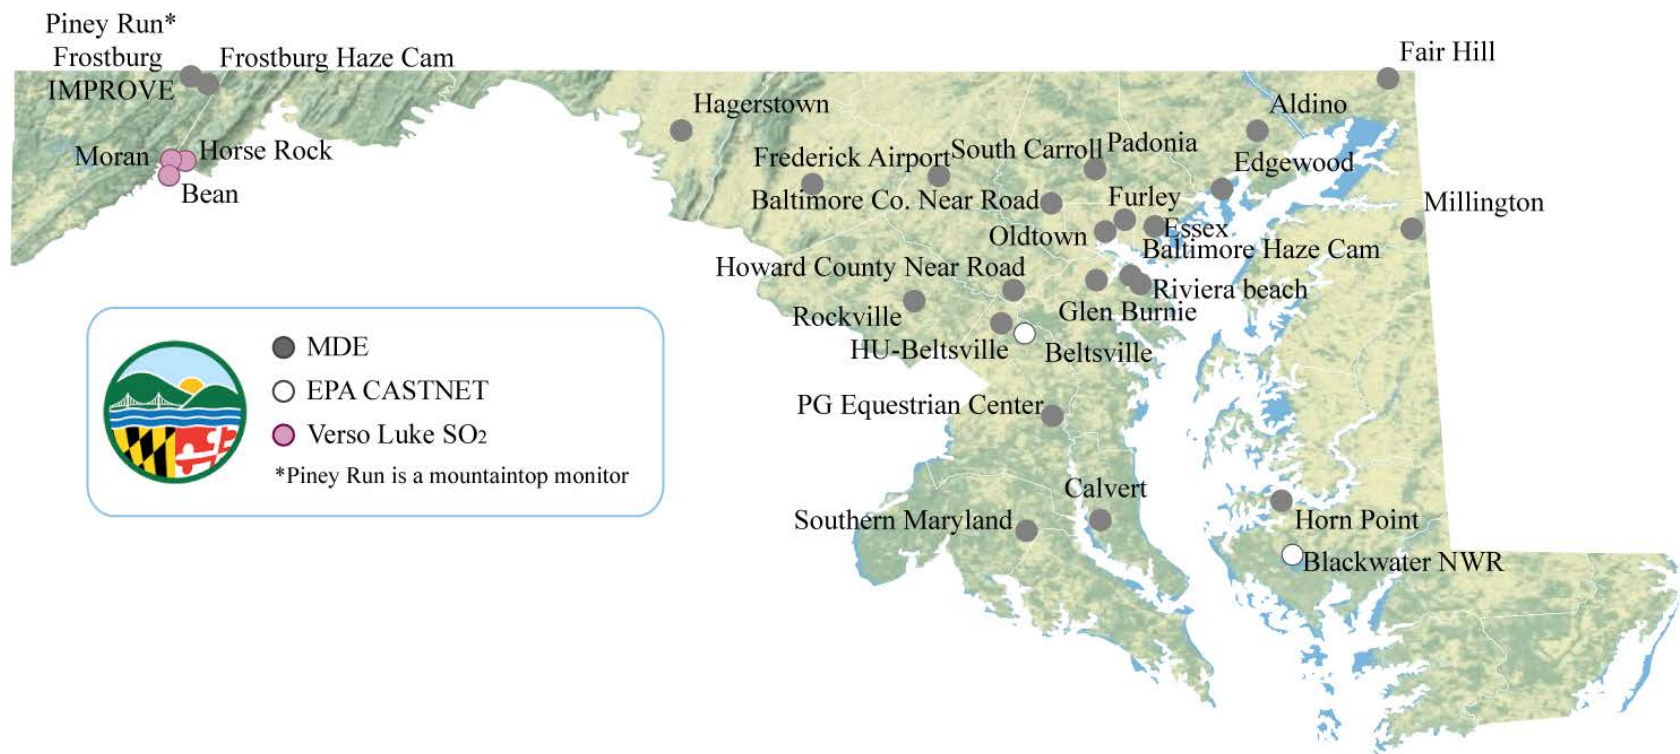 Piney Run*
Frostburg
IMPROVE
Frostburg Haze Cam
Fair Hill
Hagerstown
Aldino
Moran
Horse Rock
Bean
Frederick Airport
South Carroll
Padonia
Edgewood
Baltimore Co. Near Road
Furley
Millington
Oldtown
Essex
Baltimore Haze Cam
Howard County Near Road
Riviera beach
Rockville
Glen Burnie
HU-Beltsville
Beltsville
PG Equestrian Center
Calvert
Southern Maryland
Horn Point
Blackwater NWR
MDE
EPA CASTNET
Verso Luke SO2
*Piney Run is a mountaintop monitor